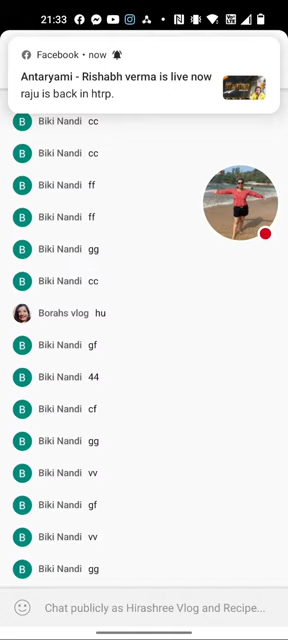 21:33
Facebook • now
Antaryami - Rishabh verma is live now
raju is back in htrp.
B Biki Nandi cc
B Biki Nandi cc
B Biki Nandi ff
B Biki Nandi ff
B Biki Nandi gg
B Biki Nandi cc
Borahs vlog hu
B Biki Nandi gf
B Biki Nandi 44
B Biki Nandi cf
B Biki Nandi gg
B Biki Nandi vv
B Biki Nandi gf
B Biki Nandi vv
B Biki Nandi gg
Chat publicly as Hirashree Vlog and Recipe...